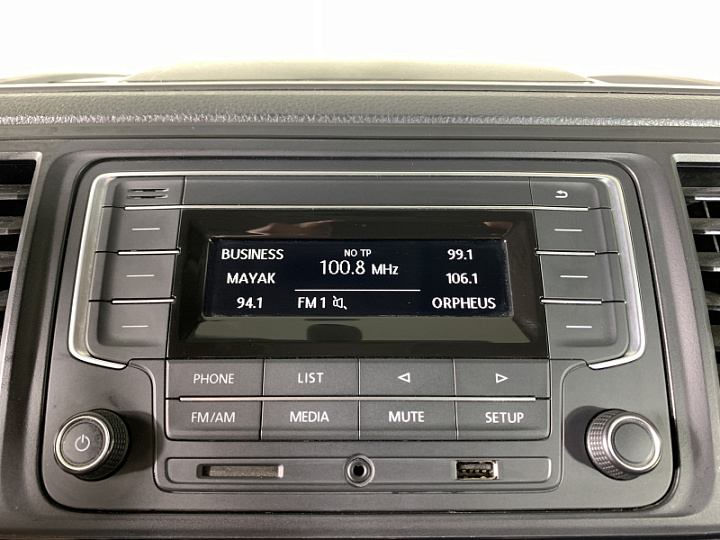 BUSINESS NO TP 99.1
MAYAK 100.8 MHz 106.1
94.1 FM 1 ORPHEUS
PHONE LIST
FM/AM MEDIA MUTE SETUP